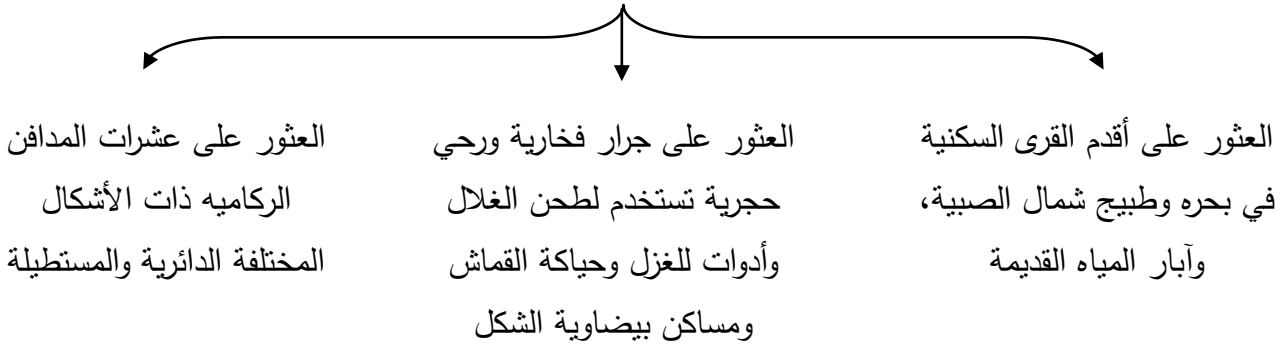 العثور على أقدم القرى السكنية
في بحره وطبيج شمال الصبية،
وآبار المياه القديمة
العثور على جرار فخارية ورحي
حجرية تستخدم لطحن الغلال
وأدوات للغزل وحياكة القماش
ومساكن بيضاوية الشكل
العثور على عشرات المدافن
الركاميه ذات الأشكال
المختلفة الدائرية والمستطيلة